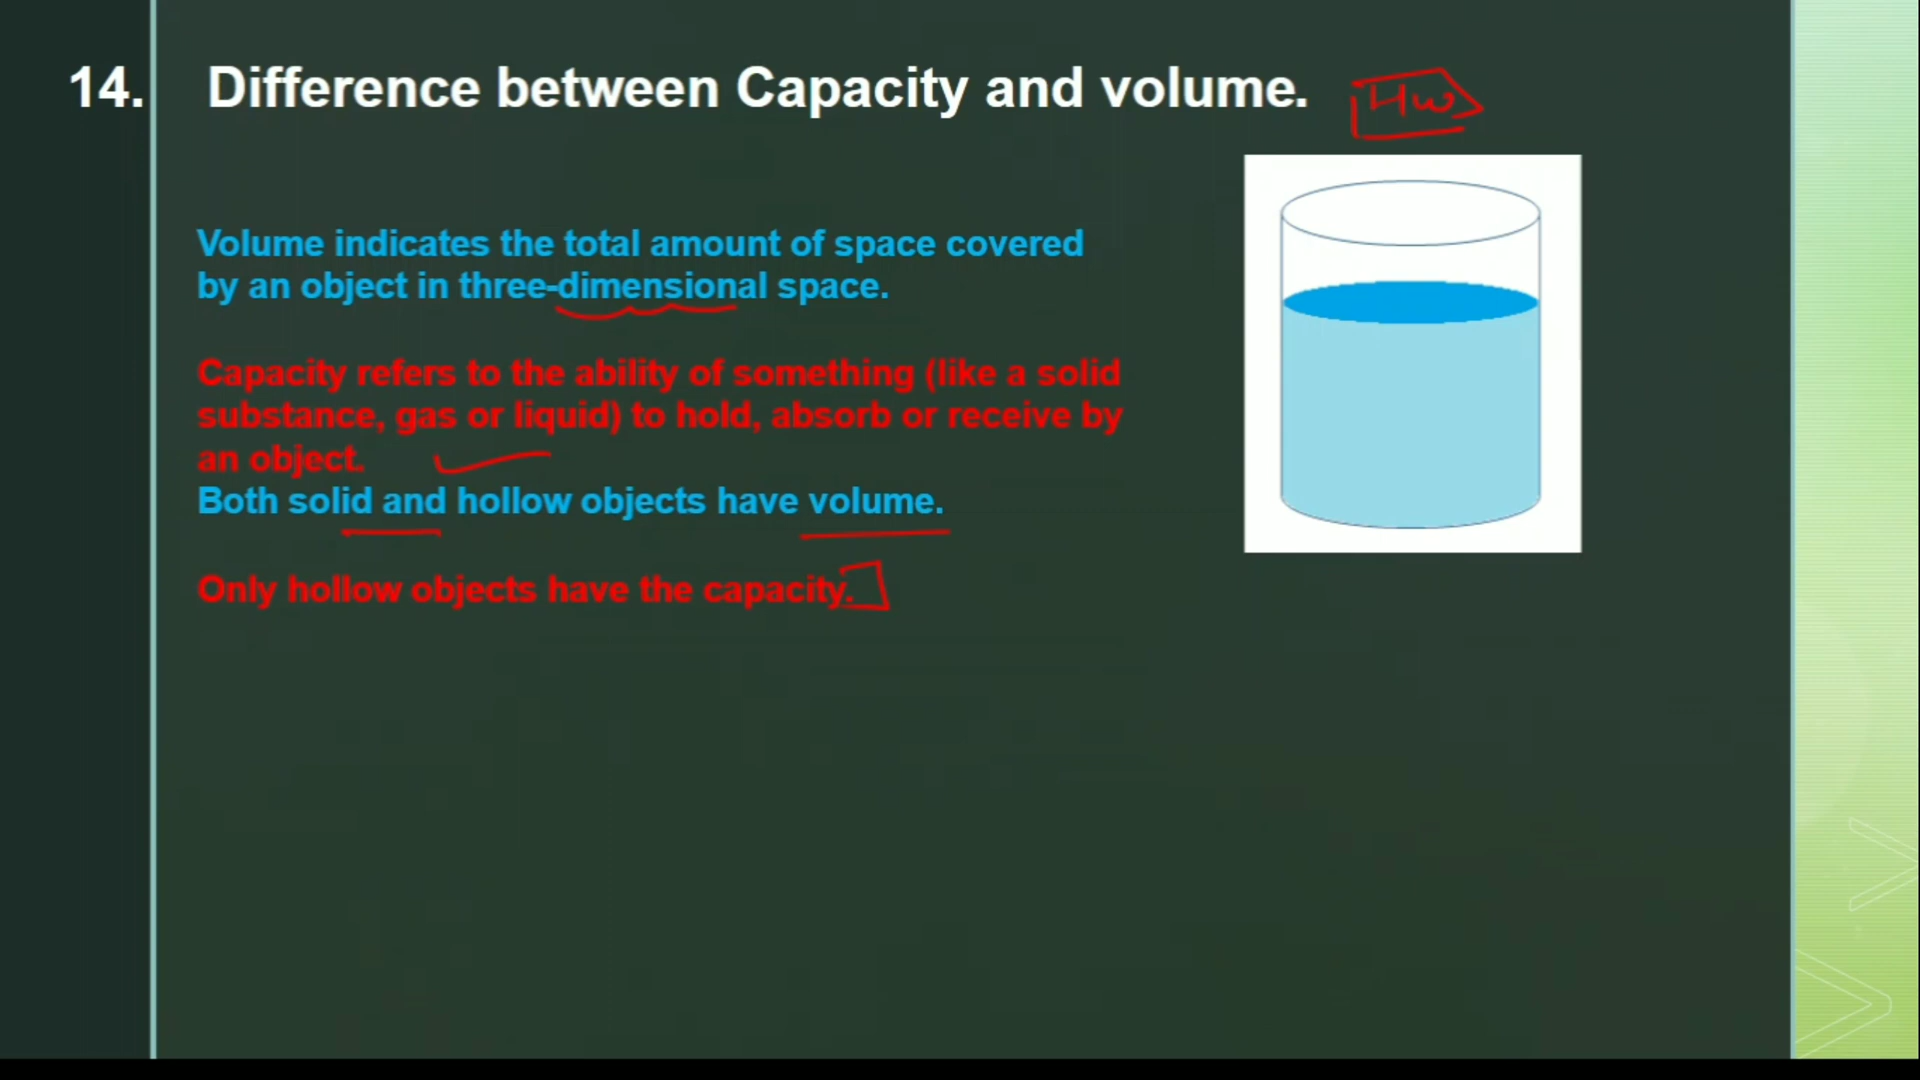 14. Difference between Capacity and volume. Hw
Volume indicates the total amount of space covered
by an object in three-dimensional space.
Capacity refers to the ability of something (like a solid
substance, gas or liquid) to hold, absorb or receive by
an object.
Both solid and hollow objects have volume.
Only hollow objects have the capacity.